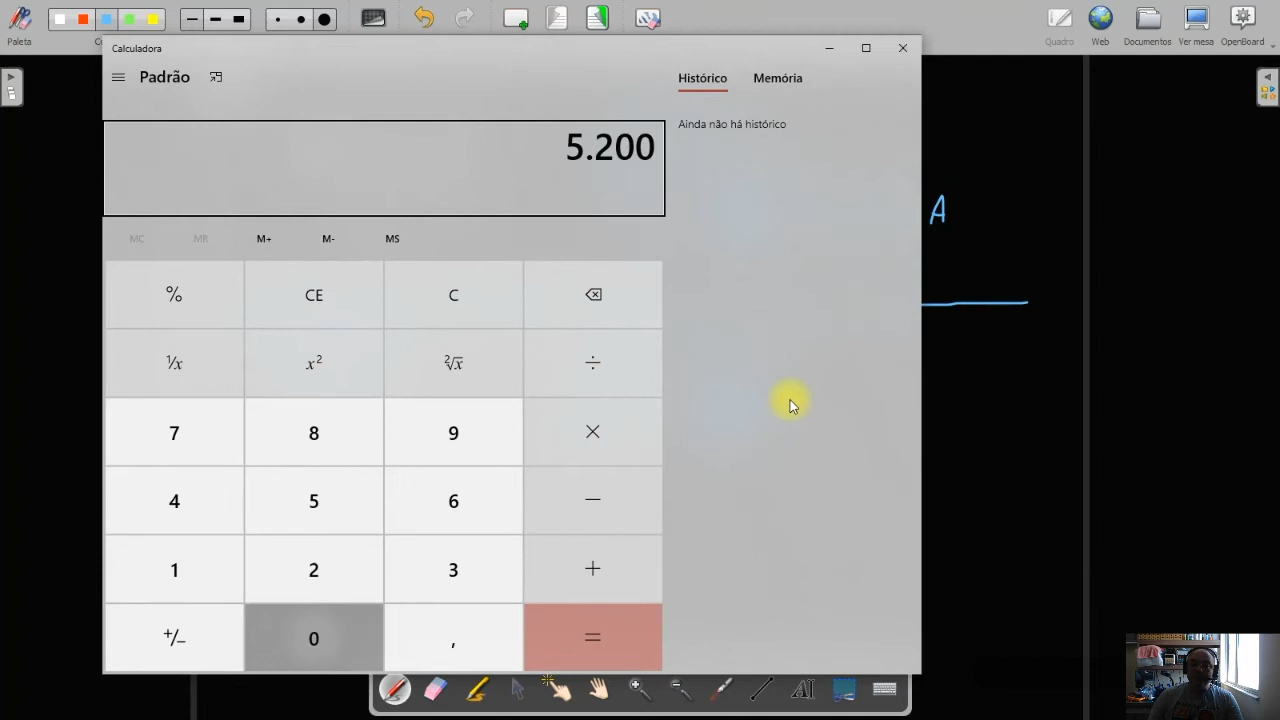 Paleta
Quadro
Web
Documentos
Ver mesa
OpenBoard
Calculadora
Padrão
Histórico
Memória
Ainda não há histórico
5.200
MC
MR
M+
M-
MS
%
CE
C
⅟x
x²
²√x
÷
7
8
9
×
4
5
6
−
1
2
3
+
+/−
0
,
=
A
AI